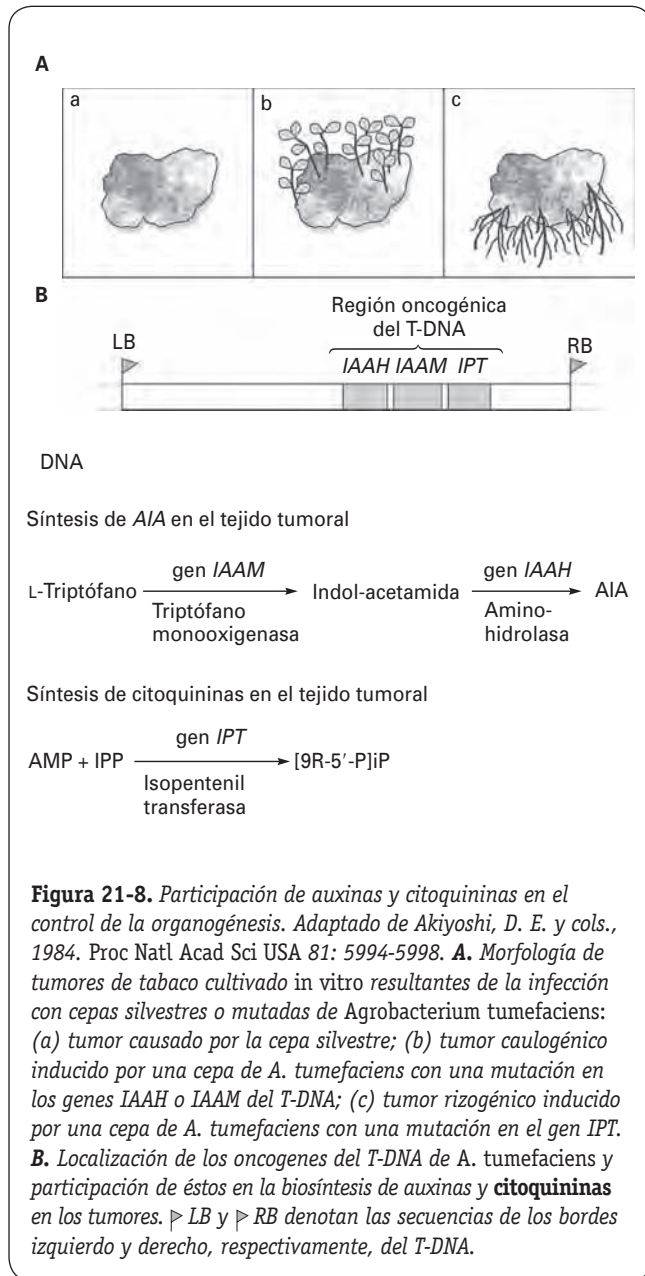 A
a b c
B
Región oncogénica
del T-DNA
LB RB
IAAH IAAM IPT
DNA
Síntesis de AIA en el tejido tumoral
gen IAAM gen IAAH
L-Triptófano Indol-acetamida AIA
Triptófano Amino-
monooxigenasa hidrolasa
Síntesis de citoquininas en el tejido tumoral
gen IPT
AMP + IPP [9R-5′-P]iP
Isopentenil
transferasa
Figura 21-8. Participación de auxinas y citoquininas en el
control de la organogénesis. Adaptado de Akiyoshi, D. E. y cols.,
1984. Proc Natl Acad Sci USA 81: 5994-5998. A. Morfología de
tumores de tabaco cultivado in vitro resultantes de la infección
con cepas silvestres o mutadas de Agrobacterium tumefaciens:
(a) tumor causado por la cepa silvestre; (b) tumor caulogénico
inducido por una cepa de A. tumefaciens con una mutación en
los genes IAAH o IAAM del T-DNA; (c) tumor rizogénico inducido
por una cepa de A. tumefaciens con una mutación en el gen IPT.
B. Localización de los oncogenes del T-DNA de A. tumefaciens y
participación de éstos en la biosíntesis de auxinas y citoquininas
en los tumores. LB y RB denotan las secuencias de los bordes
izquierdo y derecho, respectivamente, del T-DNA.